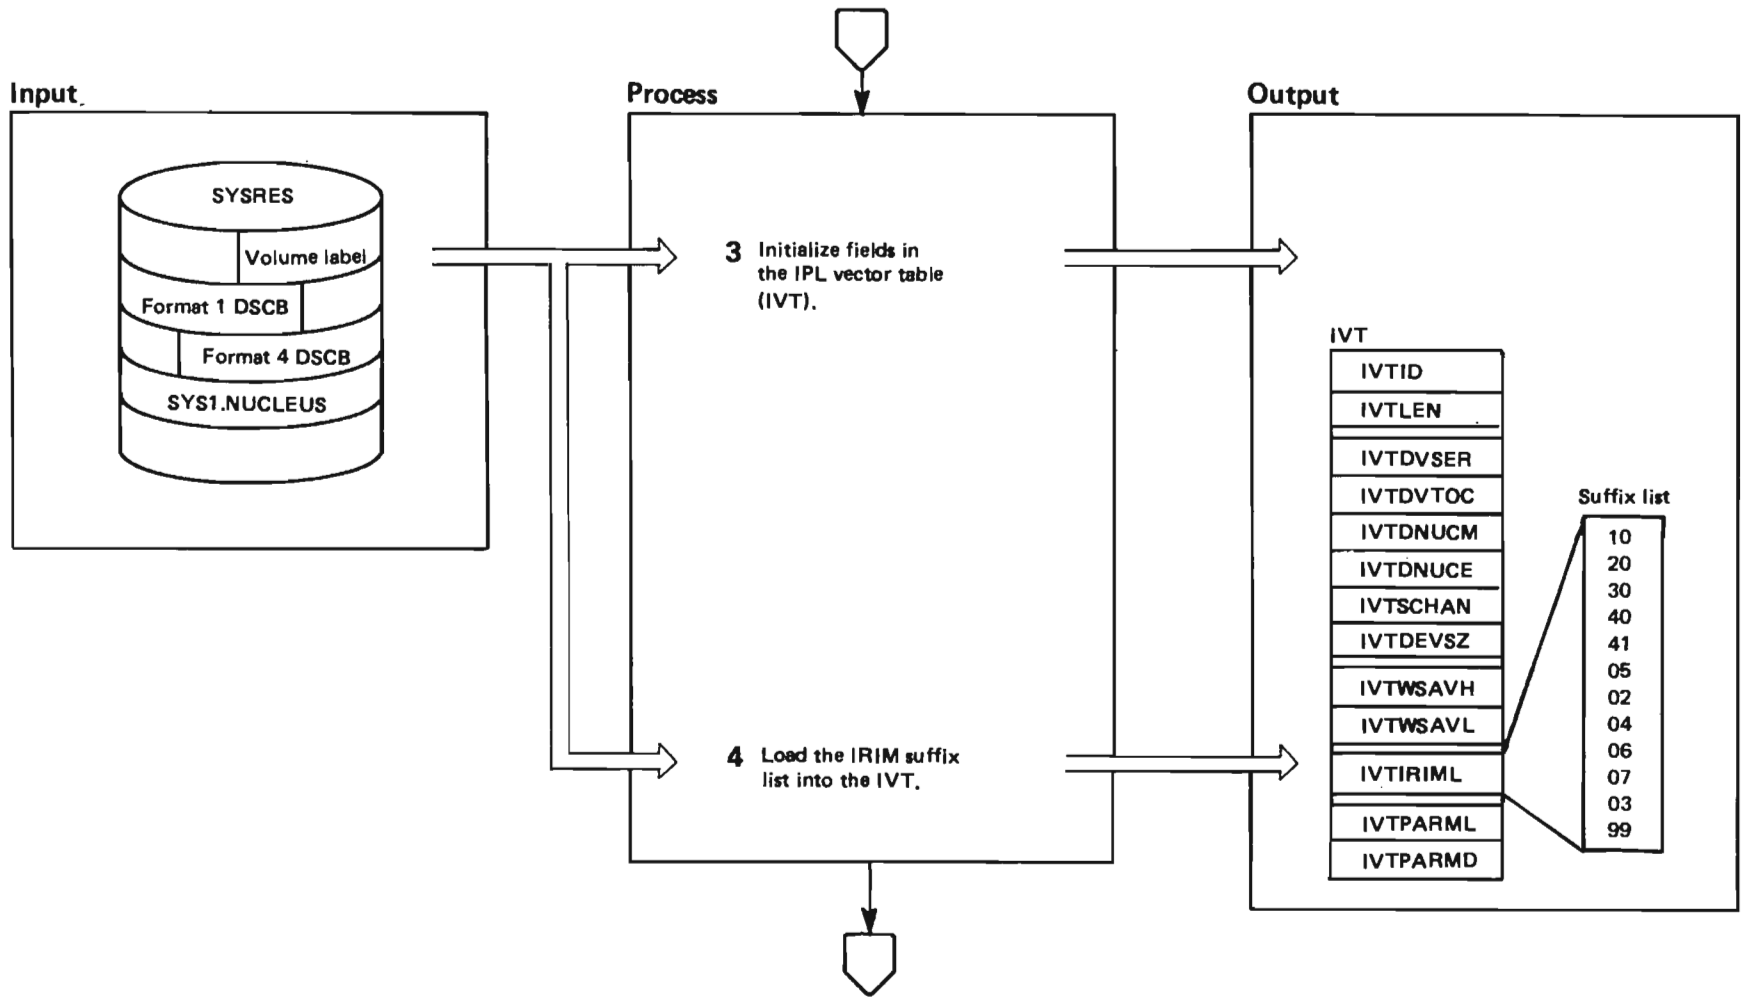 Input
SYSRES
Volume label
Format 1 DSCB
Format 4 DSCB
SYS1.NUCLEUS
Process
3 Initialize fields in
the IPL vector table
(IVT).
4 Load the IRIM suffix
list into the IVT.
Output
IVT
IVTID
IVTLEN
IVTDVSER
IVTDVTOC
IVTDNUCM
IVTDNUCE
IVTSCHAN
IVTDEVSZ
IVTWSAVH
IVTWSAVL
IVTIRIML
IVTPARML
IVTPARMD
Suffix list
10
20
30
40
41
05
02
04
06
07
03
99